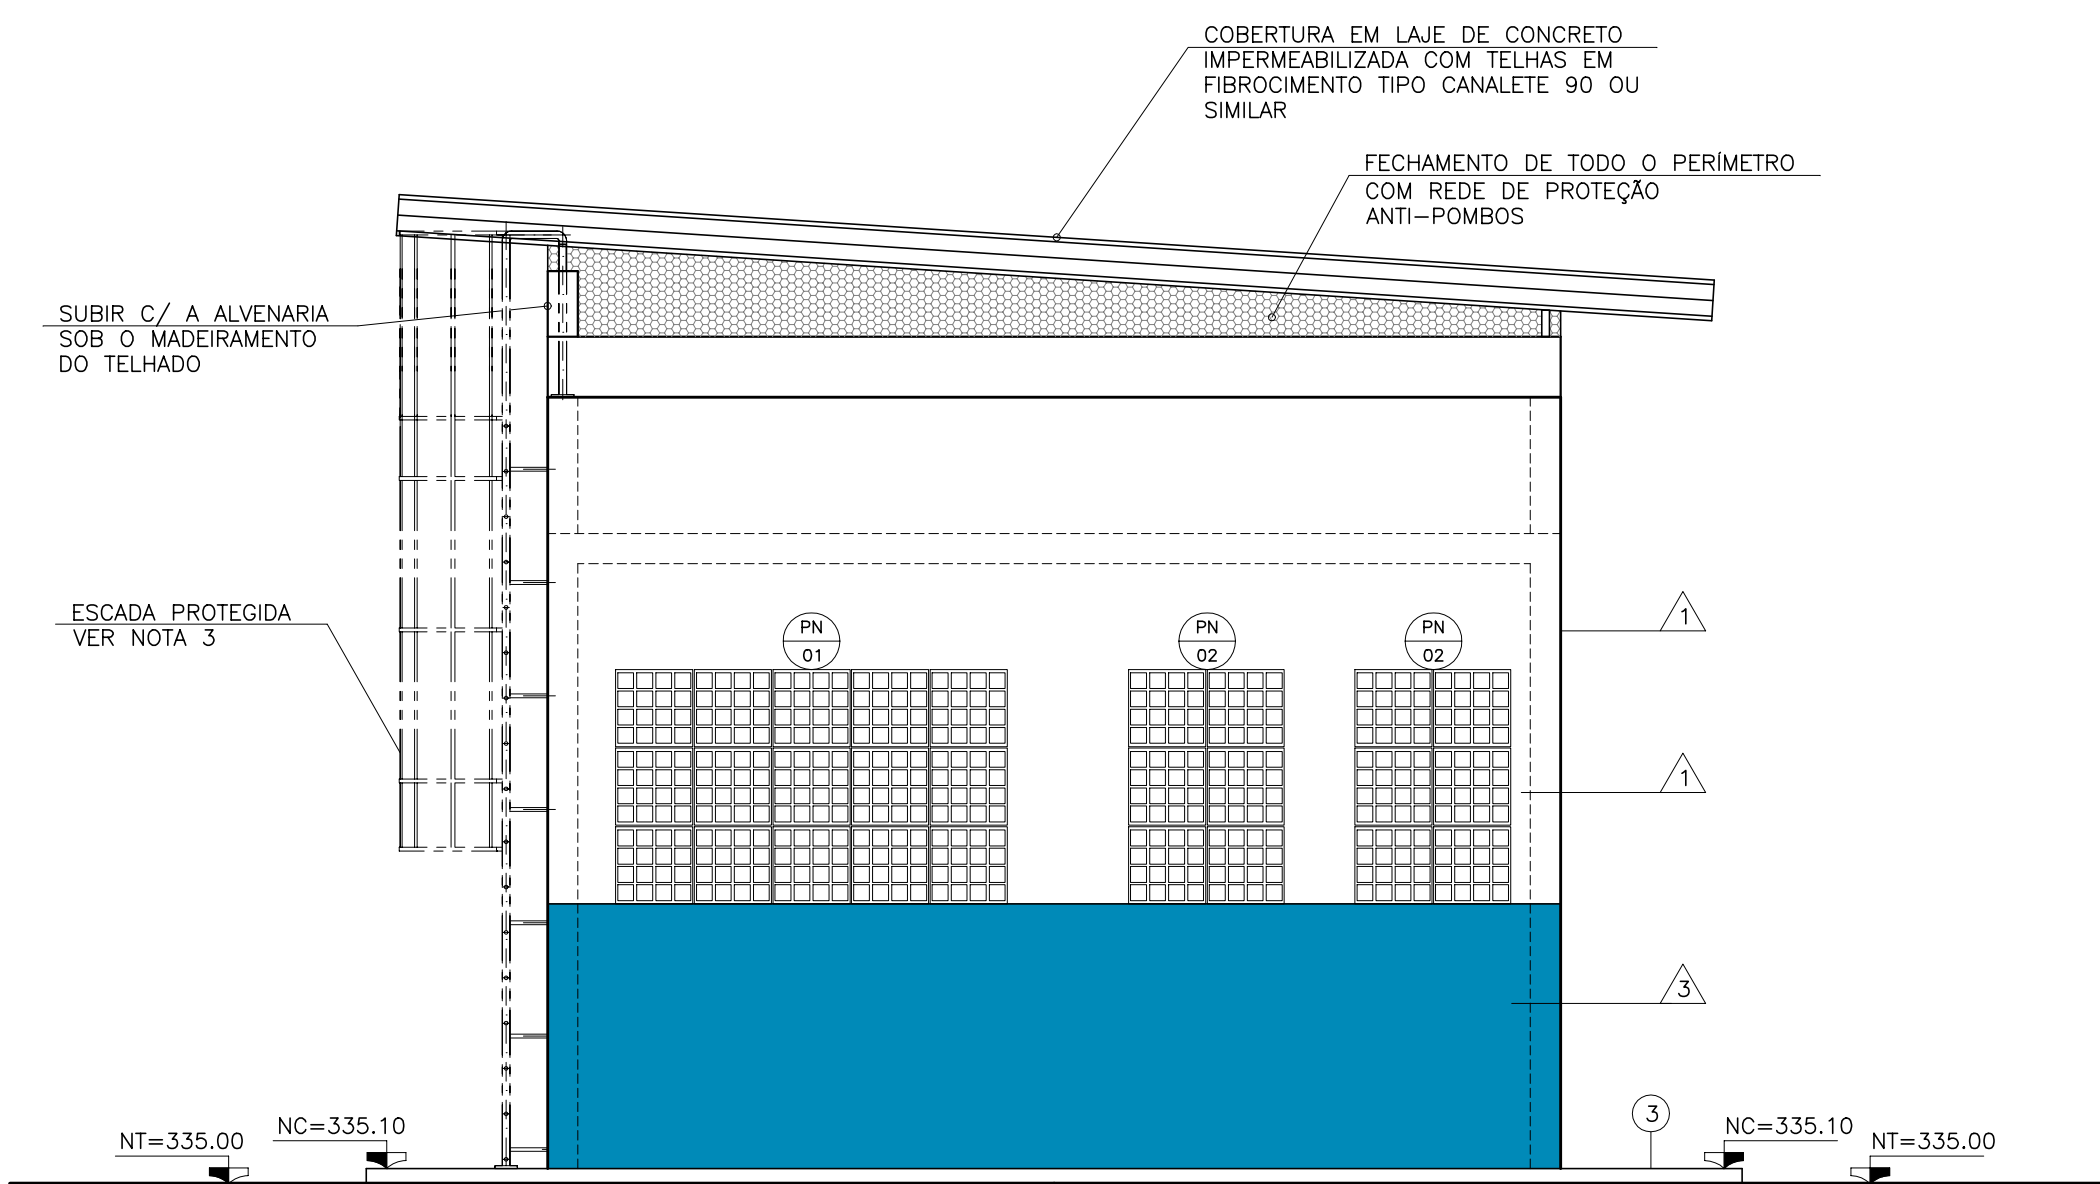 COBERTURA EM LAJE DE CONCRETO
IMPERMEABILIZADA COM TELHAS EM
FIBROCIMENTO TIPO CANALETE 90 OU
SIMILAR
FECHAMENTO DE TODO O PERÍMETRO
COM REDE DE PROTEÇÃO
ANTI-POMBOS
SUBIR C/ A ALVENARIA
SOB O MADEIRAMENTO
DO TELHADO
ESCADA PROTEGIDA
VER NOTA 3
PN
01
PN
02
PN
02
1
1
3
3
NT=335.00
NC=335.10
NC=335.10
NT=335.00